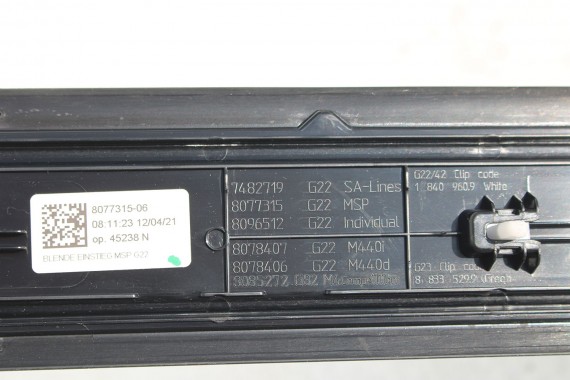 8077315-06
08:11:23 12/04/21
op. 45238 N
BLENDE EINSTIEG MSP G22
7482719 G22 SA-Lines
8077315 G22 MSP
8096512 G22 Individual
8078407 G22 M440i
8078406 G22 M440d
G22/42 Clip code
1 840 960.9 White
G23 Clip